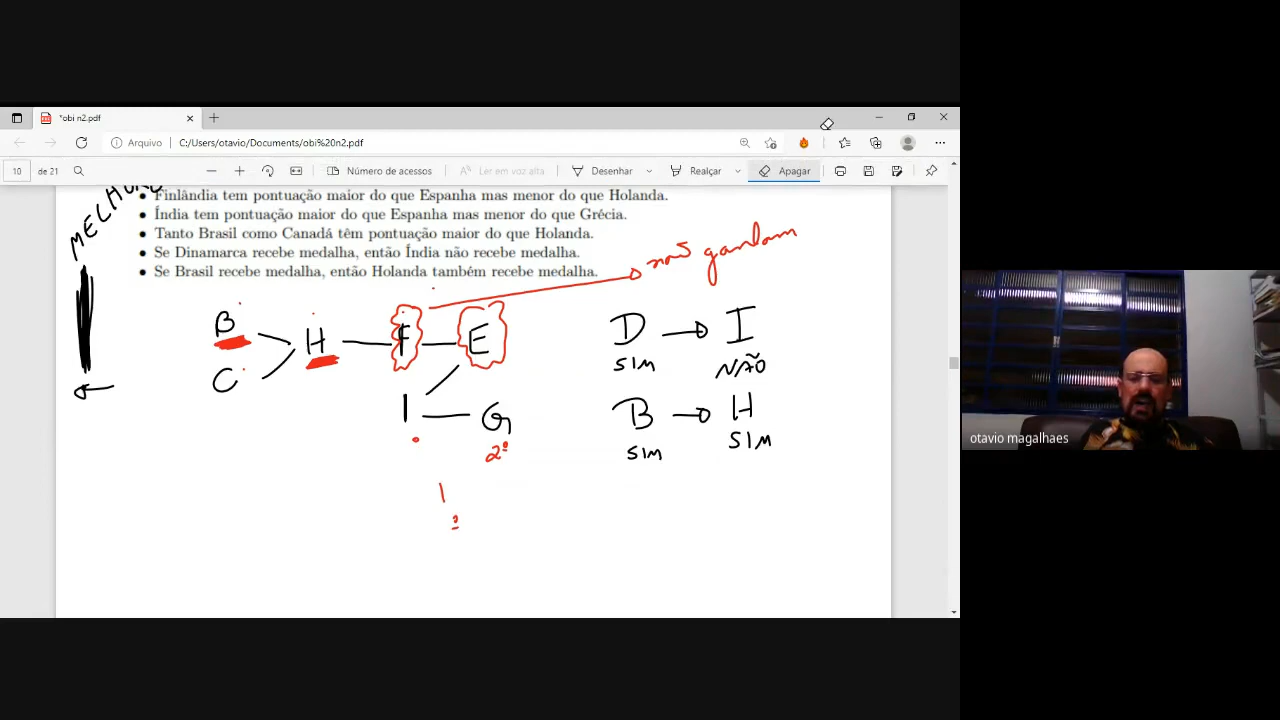 *obi n2.pdf
Arquivo C:/Users/otavio/Documents/obi%20n2.pdf
10 de 21 Número de acessos Ler em voz alta Desenhar Realçar Apagar
MELHORO
• Finlândia tem pontuação maior do que Espanha mas menor do que Holanda.
• Índia tem pontuação maior do que Espanha mas menor do que Grécia.
• Tanto Brasil como Canadá têm pontuação maior do que Holanda.
• Se Dinamarca recebe medalha, então Índia não recebe medalha.
• Se Brasil recebe medalha, então Holanda também recebe medalha.
não ganham
B H F E D I
SIM NÃO
C I G B H
2º SIM SIM
1
º
otavio magalhaes